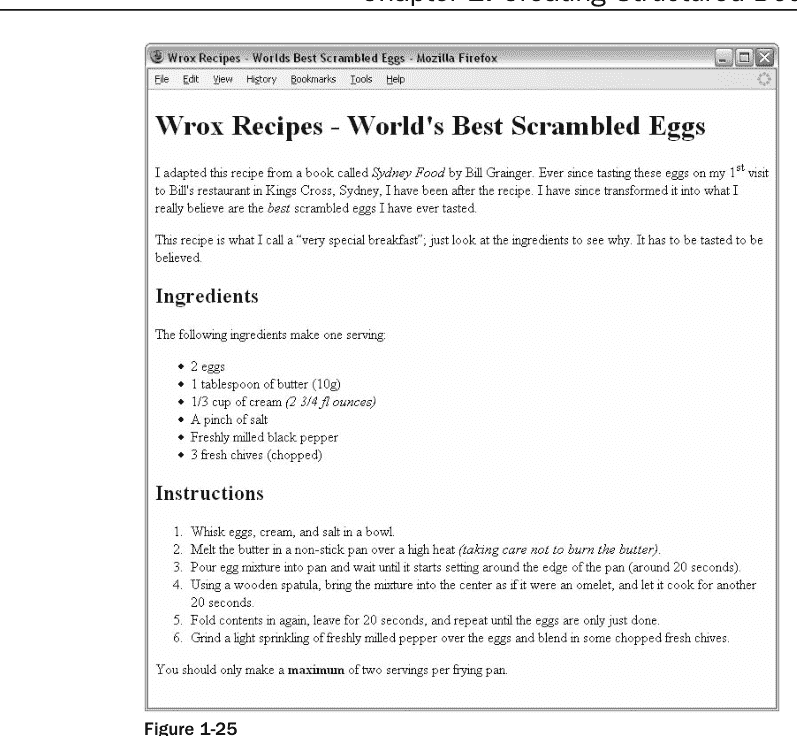 Wrox Recipes - Worlds Best Scrambled Eggs - Mozilla Firefox
File Edit View History Bookmarks Tools Help
Wrox Recipes - World's Best Scrambled Eggs
I adapted this recipe from a book called Sydney Food by Bill Grainger. Ever since tasting these eggs on my 1st visit
to Bill's restaurant in Kings Cross, Sydney, I have been after the recipe. I have since transformed it into what I
really believe are the best scrambled eggs I have ever tasted.
This recipe is what I call a “very special breakfast”; just look at the ingredients to see why. It has to be tasted to be
believed.
Ingredients
The following ingredients make one serving:
• 2 eggs
• 1 tablespoon of butter (10g)
• 1/3 cup of cream (2 3/4 fl ounces)
• A pinch of salt
• Freshly milled black pepper
• 3 fresh chives (chopped)
Instructions
1. Whisk eggs, cream, and salt in a bowl.
2. Melt the butter in a non-stick pan over a high heat (taking care not to burn the butter).
3. Pour egg mixture into pan and wait until it starts setting around the edge of the pan (around 20 seconds).
4. Using a wooden spatula, bring the mixture into the center as if it were an omelet, and let it cook for another
20 seconds.
5. Fold contents in again, leave for 20 seconds, and repeat until the eggs are only just done.
6. Grind a light sprinkling of freshly milled pepper over the eggs and blend in some chopped fresh chives.
You should only make a maximum of two servings per frying pan.
Figure 1-25